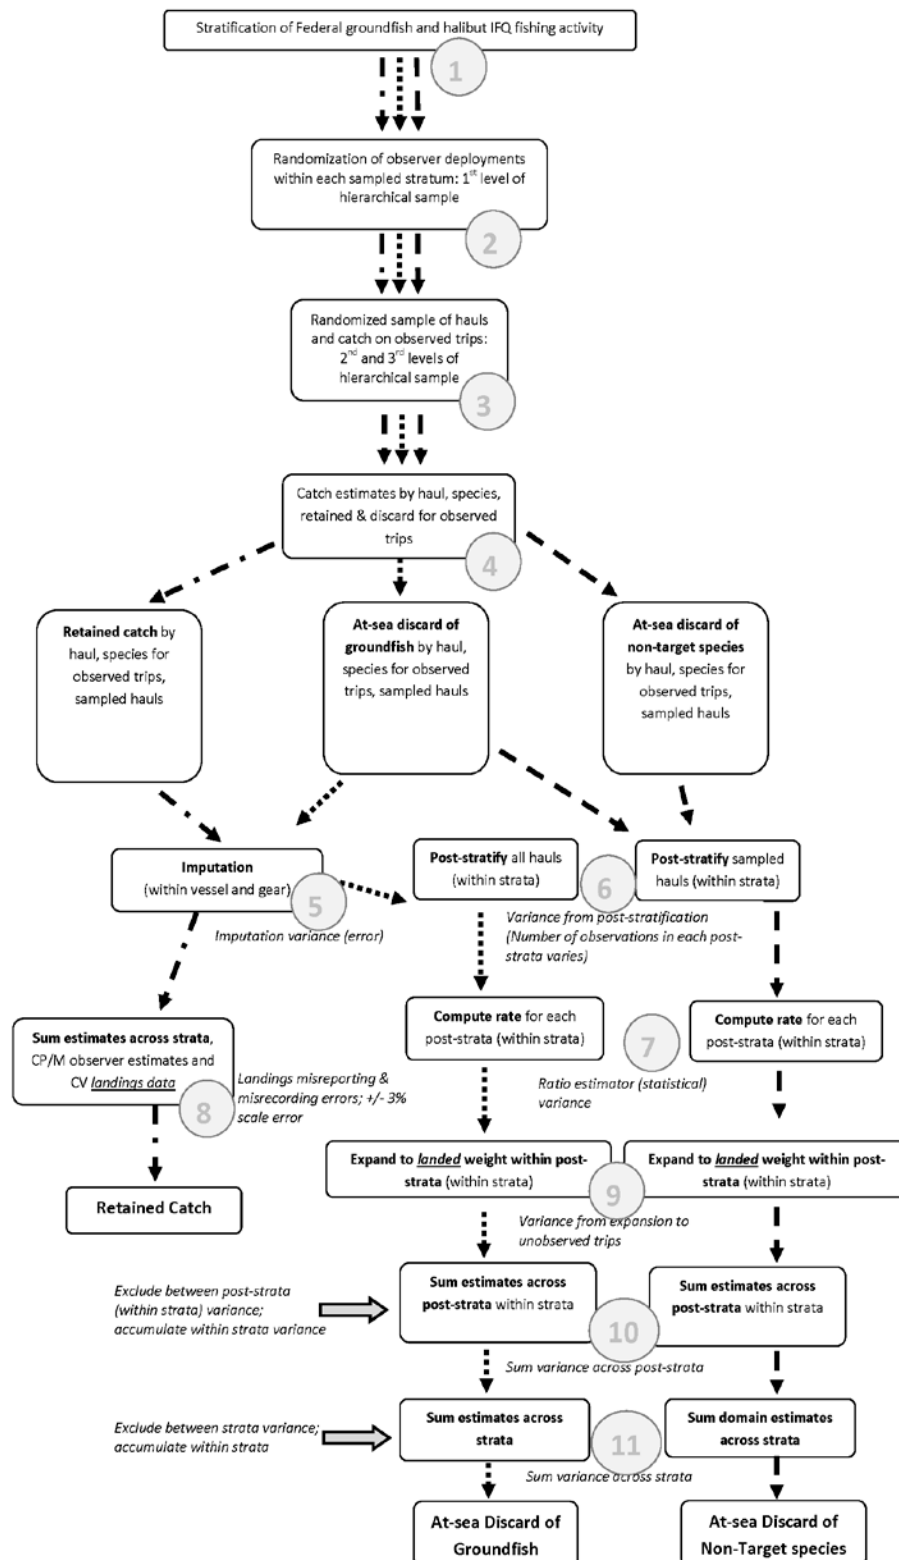 Stratification of Federal groundfish and halibut IFQ fishing activity
1
Randomization of observer deployments
within each sampled stratum: 1st level of
hierarchical sample
2
Randomized sample of hauls
and catch on observed trips:
2nd and 3rd levels of
hierarchical sample
3
Catch estimates by haul, species,
retained & discard for observed
trips
4
Retained catch by
haul, species for
observed trips,
sampled hauls
At-sea discard of
groundfish by haul,
species for observed
trips, sampled hauls
At-sea discard of
non-target species
by haul, species for
observed trips,
sampled hauls
Imputation
(within vessel and gear)
5
Imputation variance (error)
Post-stratify all hauls
(within strata)
6
Post-stratify sampled
hauls (within strata)
Variance from post-stratification
(Number of observations in each post-
strata varies)
Sum estimates across strata,
CP/M observer estimates and
CV landings data
8
Landings misreporting &
misrecording errors; +/- 3%
scale error
Compute rate for each
post-strata (within strata)
7
Compute rate for each
post-strata (within strata)
Ratio estimator (statistical)
variance
Retained Catch
Expand to landed weight within post-
strata (within strata)
9
Expand to landed weight within post-
strata (within strata)
Variance from expansion to
unobserved trips
Exclude between post-strata
(within strata) variance;
accumulate within strata variance
Sum estimates across
post-strata within strata
10
Sum estimates across
post-strata within strata
Sum variance across post-strata
Exclude between strata variance;
accumulate within strata
Sum estimates across
strata
11
Sum domain estimates
across strata
Sum variance across strata
At-sea Discard of
Groundfish
At-sea Discard of
Non-Target species